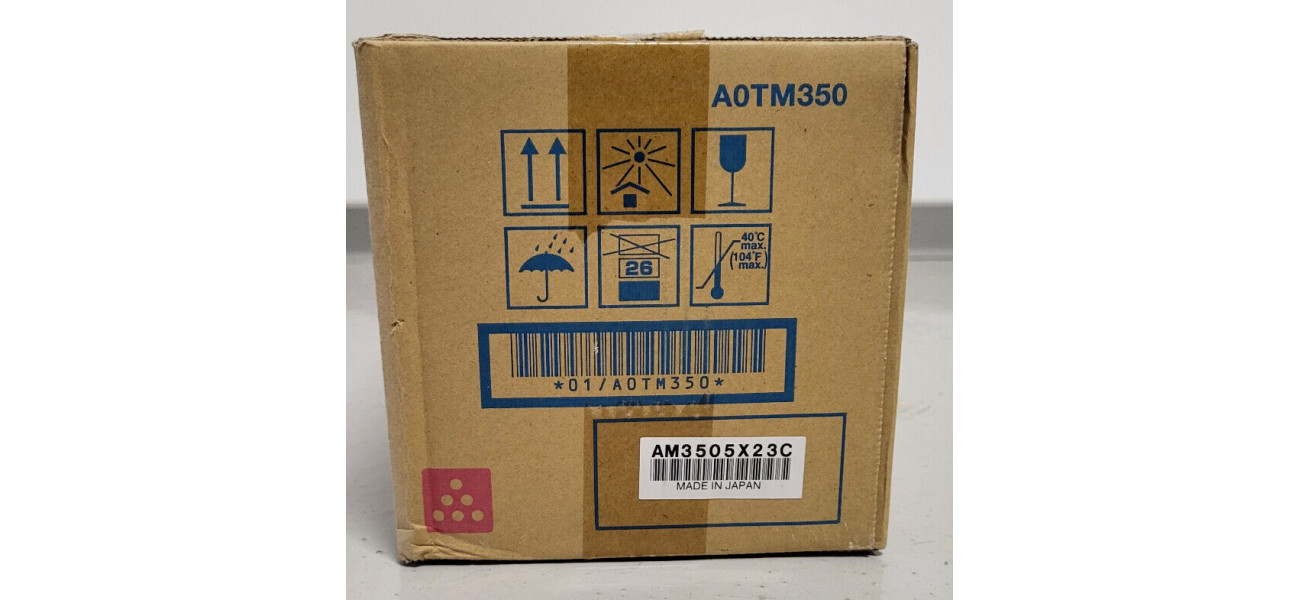 A0TM350
26
40°C
max.
(104°F
max.)
*01/A0TM350*
AM3505X23C
MADE IN JAPAN